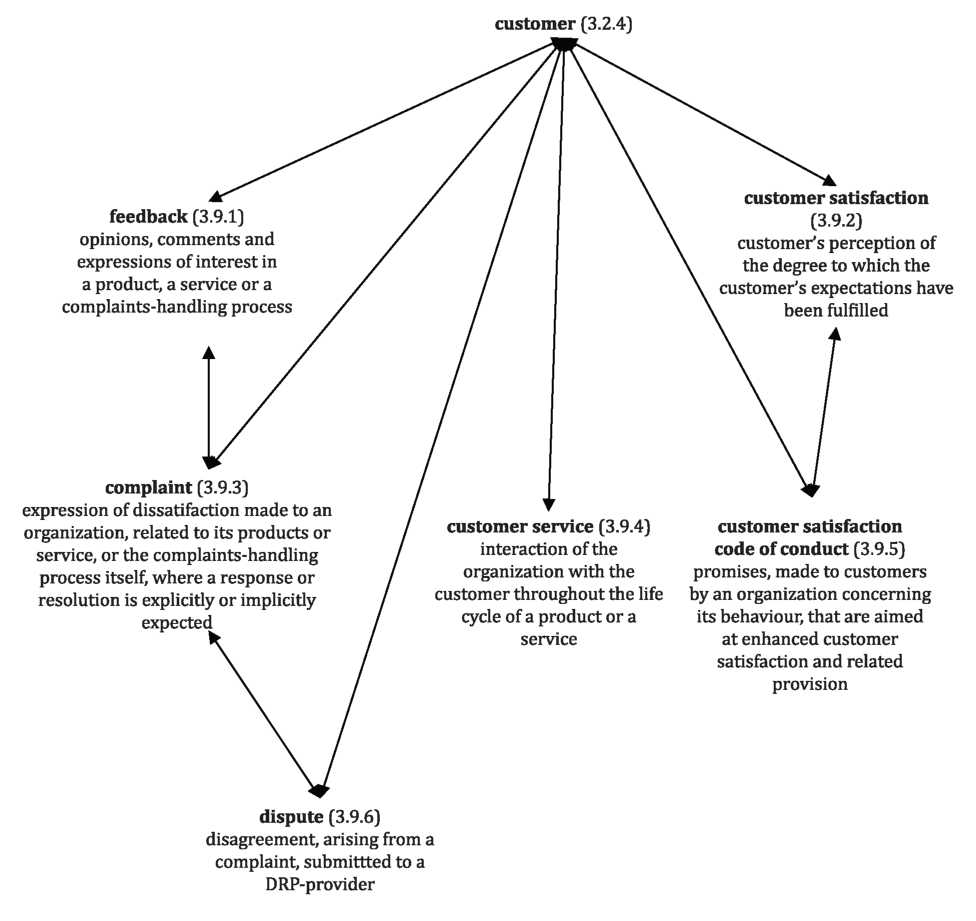 customer (3.2.4)
feedback (3.9.1)
opinions, comments and
expressions of interest in
a product, a service or a
complaints-handling process
customer satisfaction
(3.9.2)
customer’s perception of
the degree to which the
customer’s expectations have
been fulfilled
complaint (3.9.3)
expression of dissatifaction made to an
organization, related to its products or
service, or the complaints-handling
process itself, where a response or
resolution is explicitly or implicitly
expected
customer service (3.9.4)
interaction of the
organization with the
customer throughout the life
cycle of a product or a
service
customer satisfaction
code of conduct (3.9.5)
promises, made to customers
by an organization concerning
its behaviour, that are aimed
at enhanced customer
satisfaction and related
provision
dispute (3.9.6)
disagreement, arising from a
complaint, submittted to a
DRP-provider